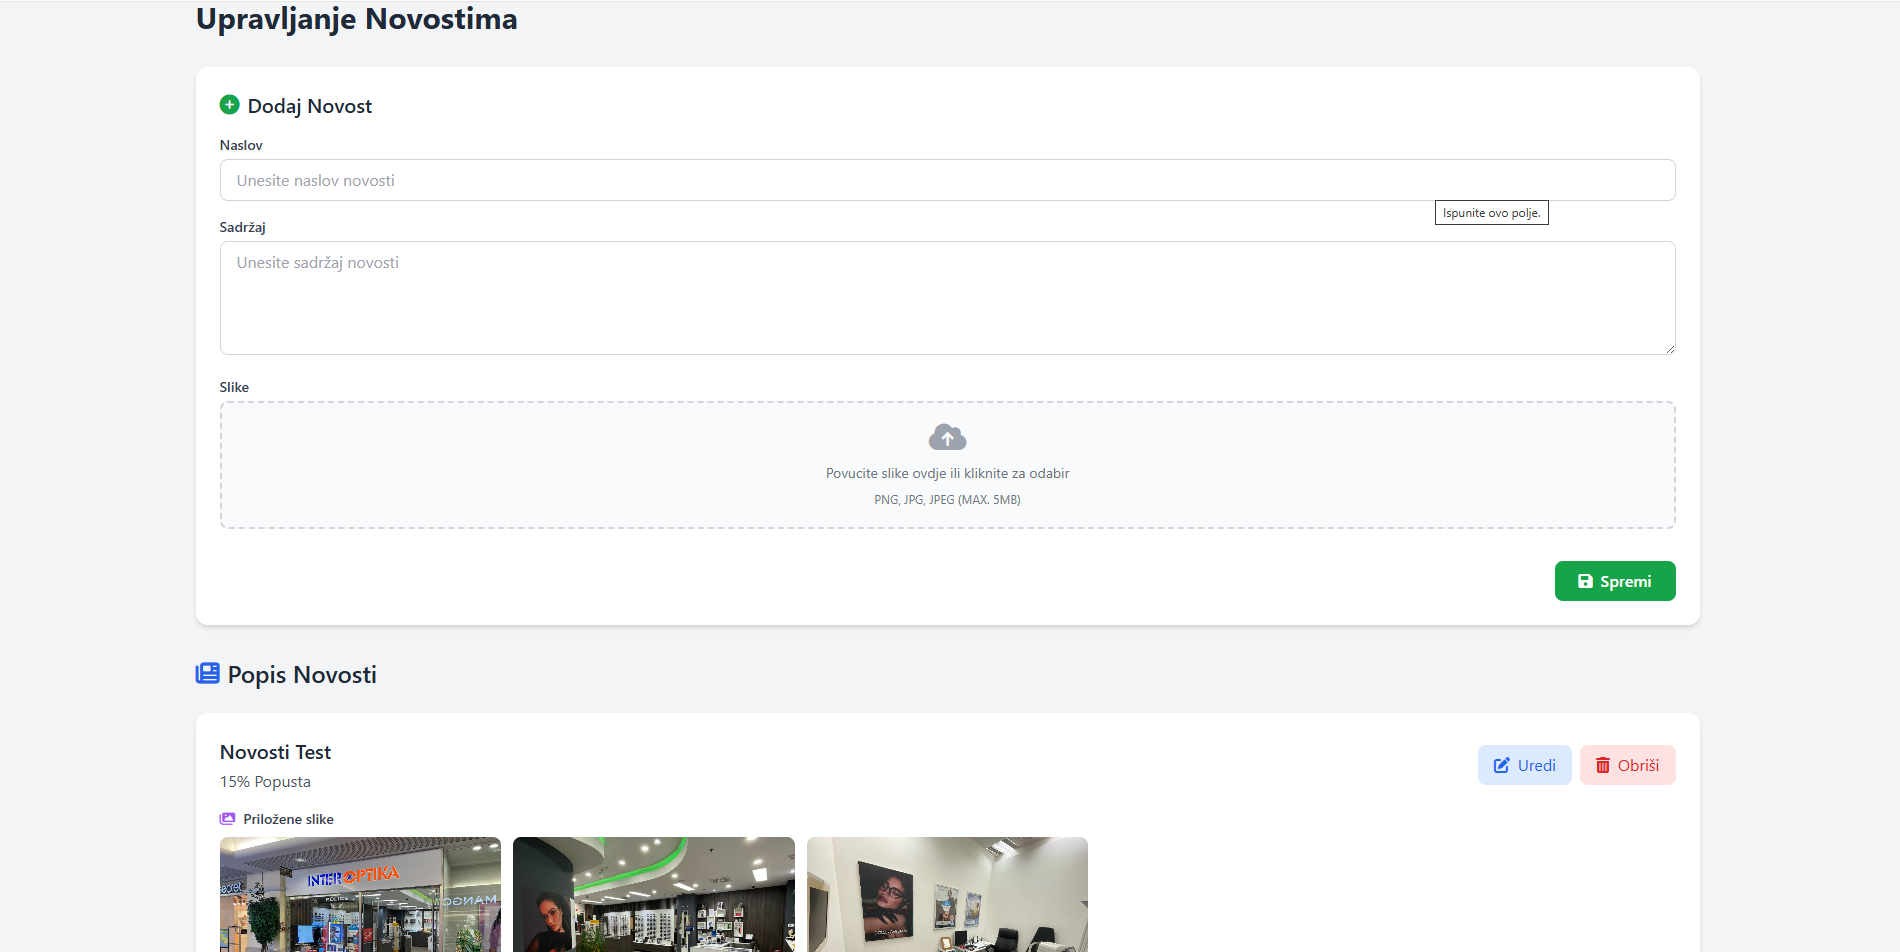 Upravljanje Novostima
Dodaj Novost
Naslov
Unesite naslov novosti
Ispunite ovo polje.
Sadržaj
Unesite sadržaj novosti
Slike
Povucite slike ovdje ili kliknite za odabir
PNG, JPG, JPEG (MAX. 5MB)
Spremi
Popis Novosti
Novosti Test
15% Popusta
Uredi
Obriši
Priložene slike
INTER OPTIKA
secret
POLICE
MANGO